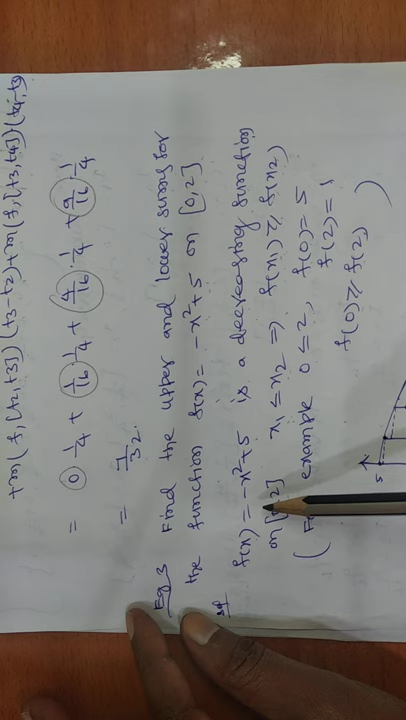 +m(f,[t2,t3])(t3-t2)+m(f,[t3,t4])(t4-t3)
= 0 1/4 + 1/16 1/4 + 4/16 1/4 + 9/16 1/4
= 7/32.
Eg 3 Find the upper and lower sums for
the function f(x) = -x²+5 on [0,2]
Sol f(x) = -x²+5 is a decreasing function
on [0,2] x1 ≤ x2 ⇒ f(x1) ≥ f(x2)
( example 0 ≤ 2, f(0)=5
f(2)=1
f(0) ≥ f(2) )
5